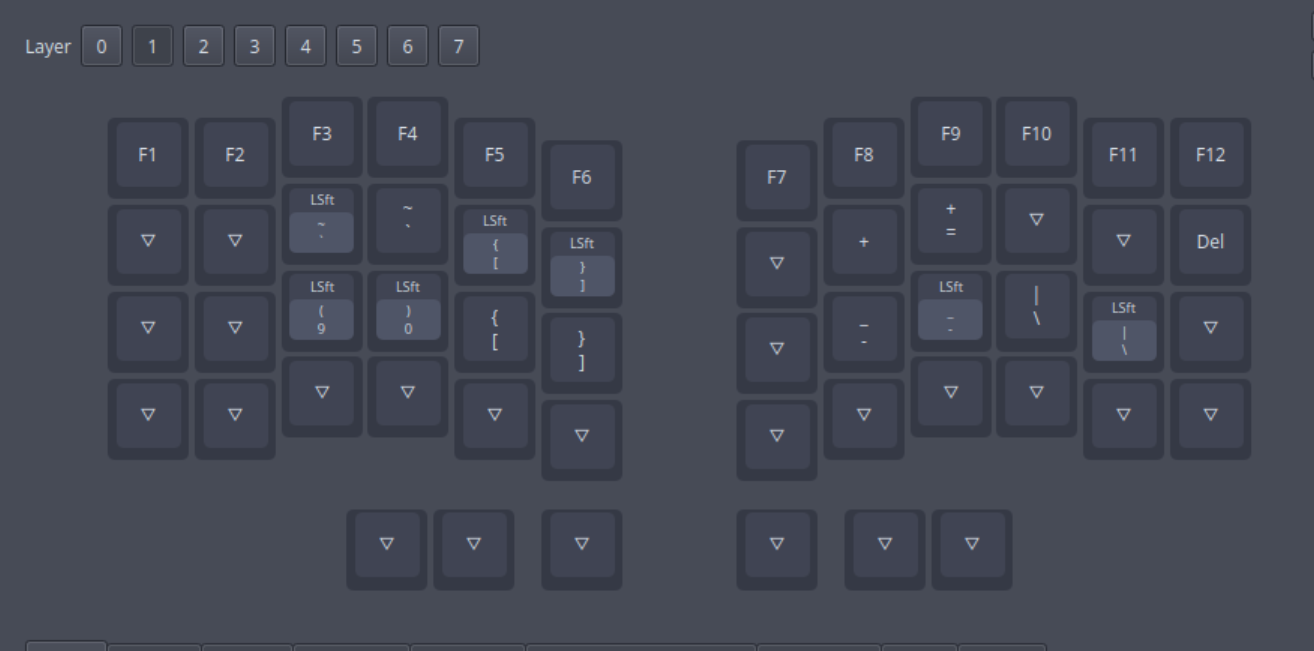 Layer 0 1 2 3 4 5 6 7
F1 F2 F3 F4 F5 F6 F7 F8 F9 F10 F11 F12
LSft
~
`
~
`
LSft
{
[
LSft
}
]
+
+
=
Del
LSft
(
9
LSft
)
0
{
[
}
]
_
-
LSft
_
-
|
\
LSft
|
\